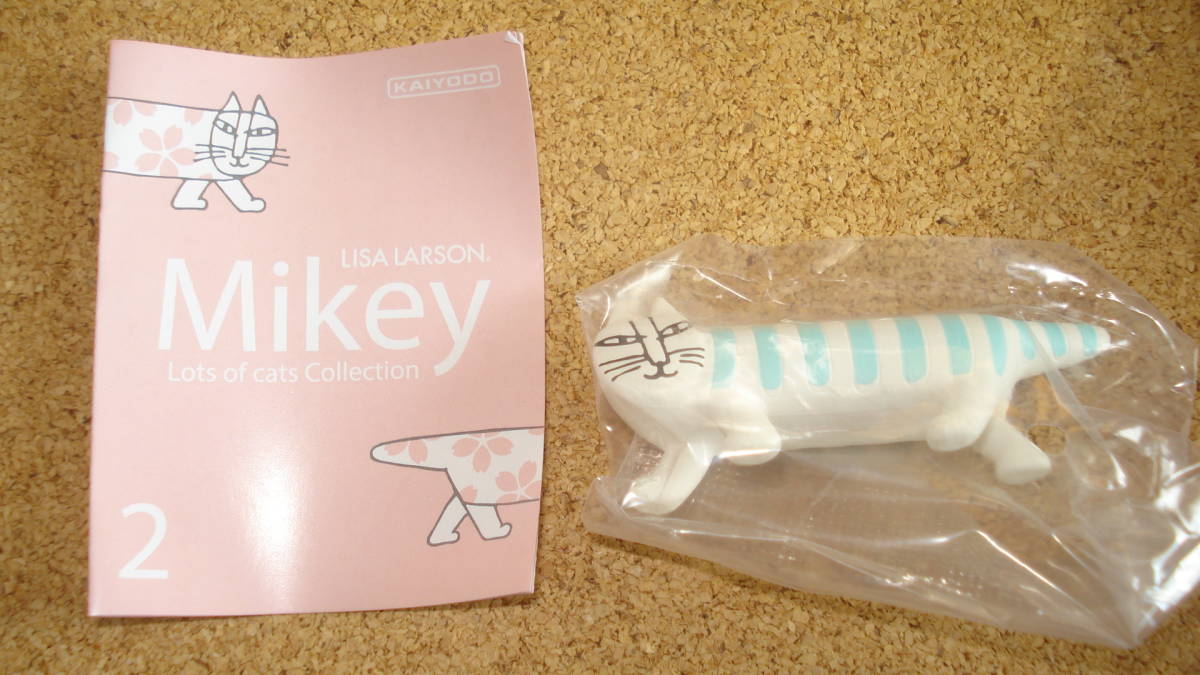 KAIYODO
LISA LARSON®
Mikey
Lots of cats Collection
2